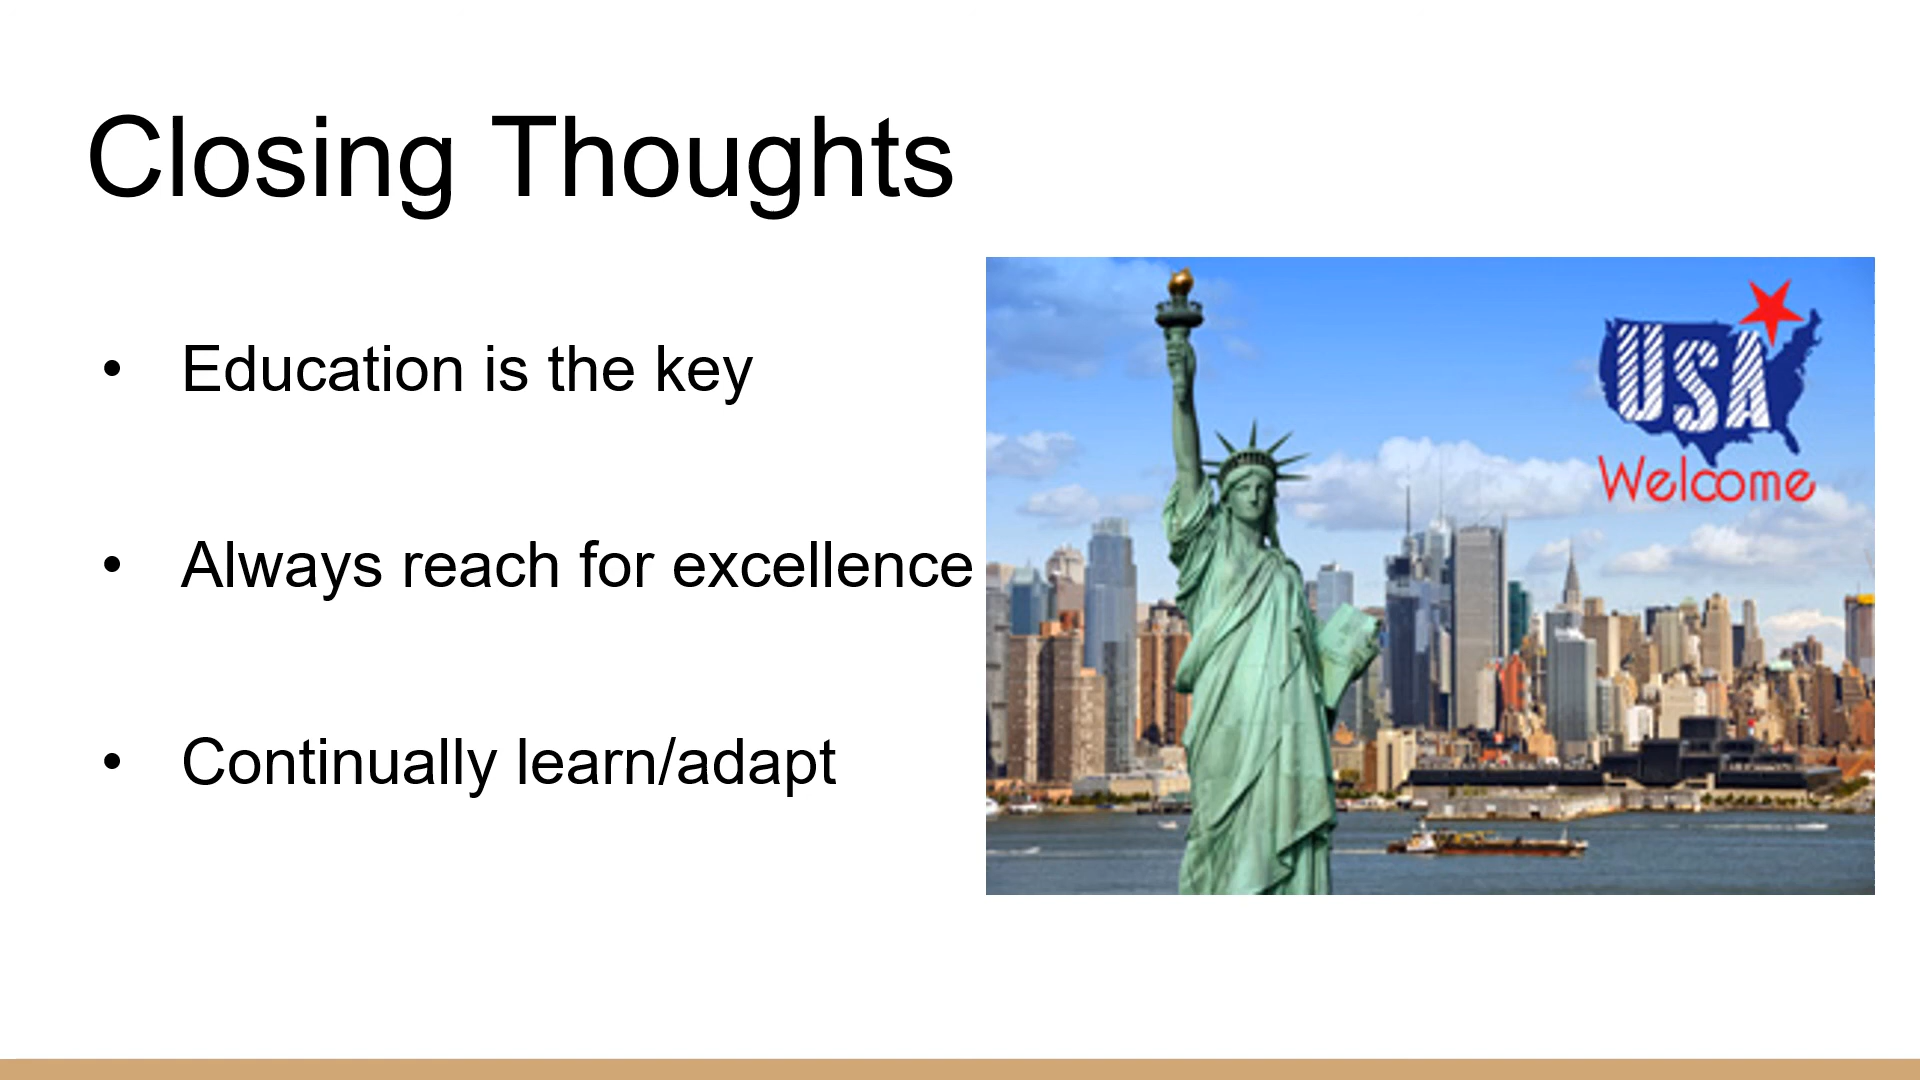 Closing Thoughts
• Education is the key
• Always reach for excellence
• Continually learn/adapt
USA
Welcome